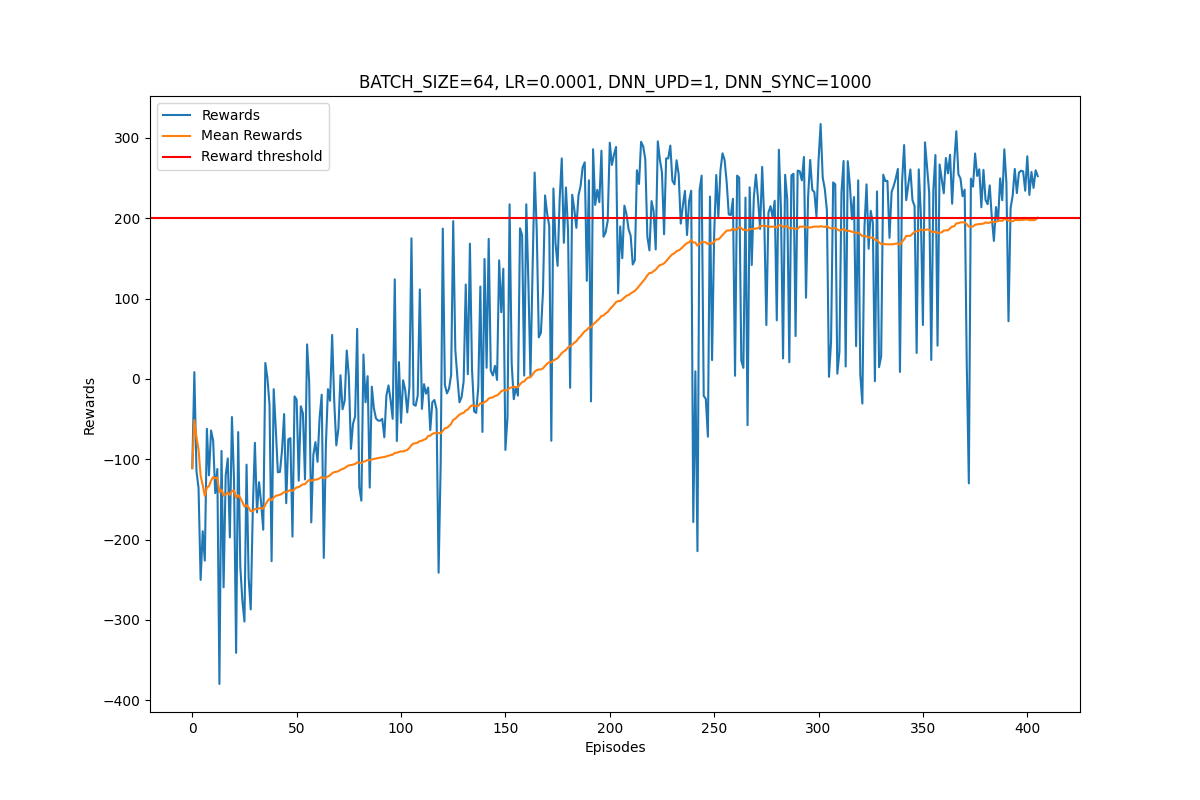 BATCH_SIZE=64, LR=0.0001, DNN_UPD=1, DNN_SYNC=1000
Rewards
Mean Rewards
Reward threshold
300
200
100
0
−100
−200
−300
−400
Rewards
0 50 100 150 200 250 300 350 400
Episodes